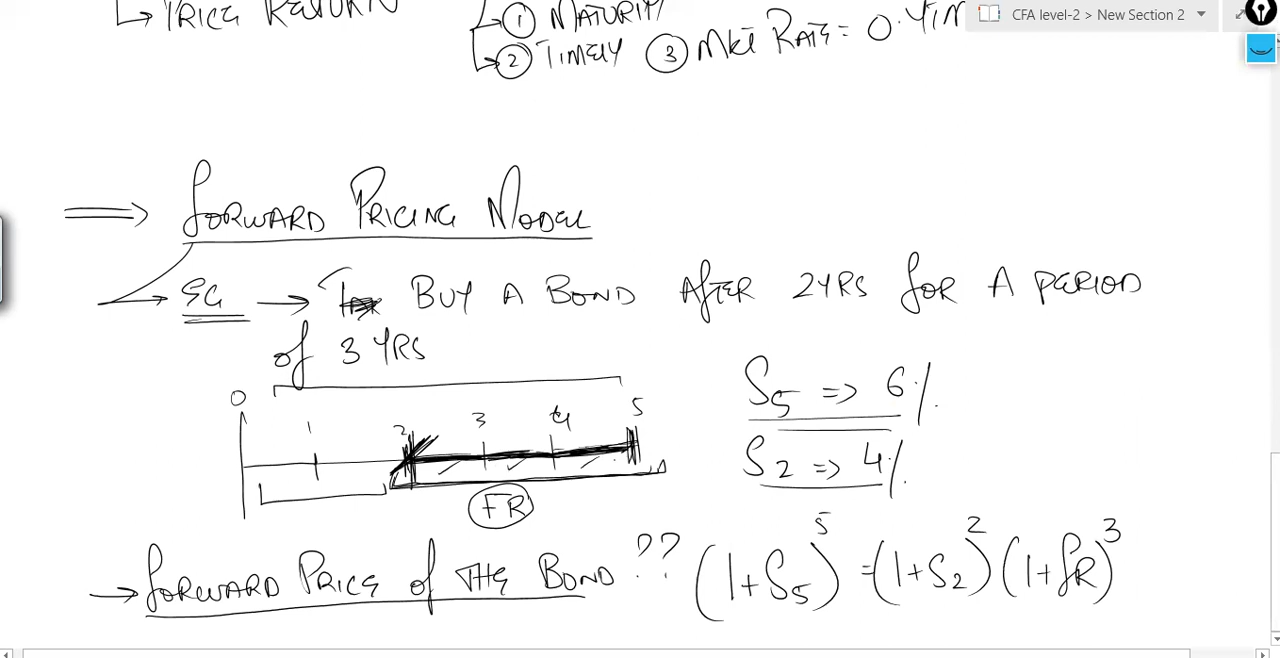 ↳ PRICE RETURN
① MATURITY
② TIMELY ③ MKT RATE = 0.
CFA level-2 > New Section 2
⟹ FORWARD PRICING MODEL
EG → BUY A BOND AFTER 2YRS FOR A PERIOD
OF 3 YRS
0 1 2 3 4 5
S5 => 6%
S2 => 4%
FR
→ FORWARD PRICE OF THE BOND ?? (1+S5)^5 = (1+S2)^2 (1+fR)^3